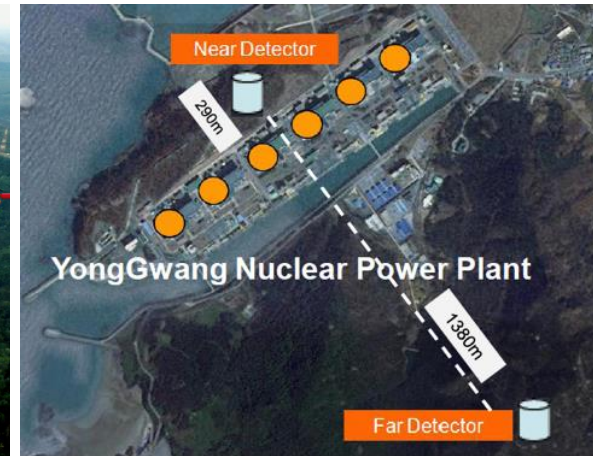 Near Detector
290m
YongGwang Nuclear Power Plant
1380m
Far Detector